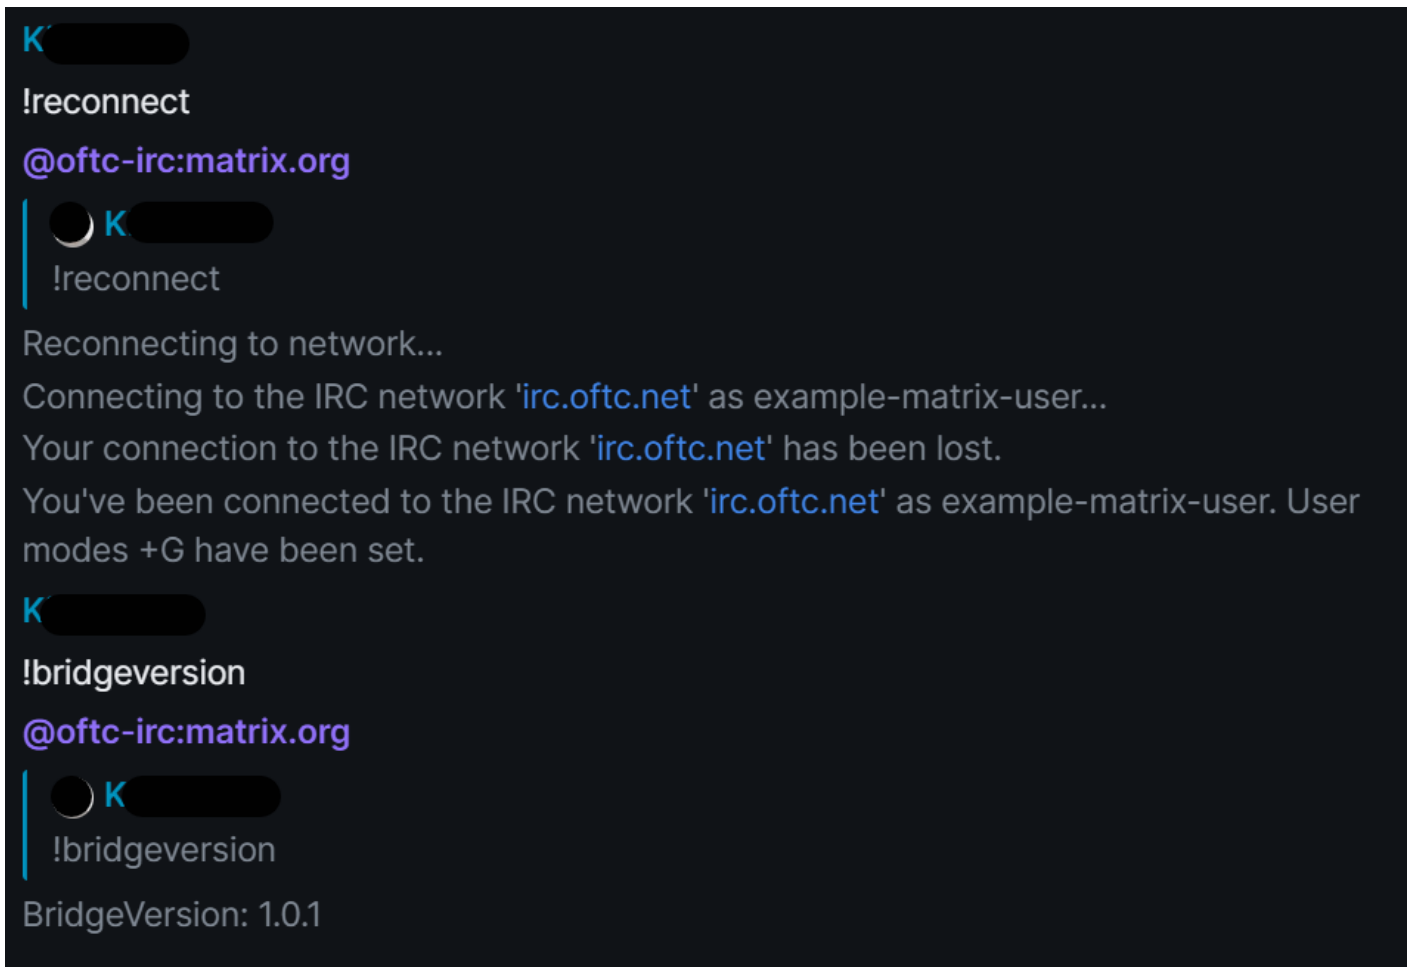 K
!reconnect
@oftc-irc:matrix.org
K
!reconnect
Reconnecting to network...
Connecting to the IRC network 'irc.oftc.net' as example-matrix-user...
Your connection to the IRC network 'irc.oftc.net' has been lost.
You've been connected to the IRC network 'irc.oftc.net' as example-matrix-user. User
modes +G have been set.
K
!bridgeversion
@oftc-irc:matrix.org
K
!bridgeversion
BridgeVersion: 1.0.1